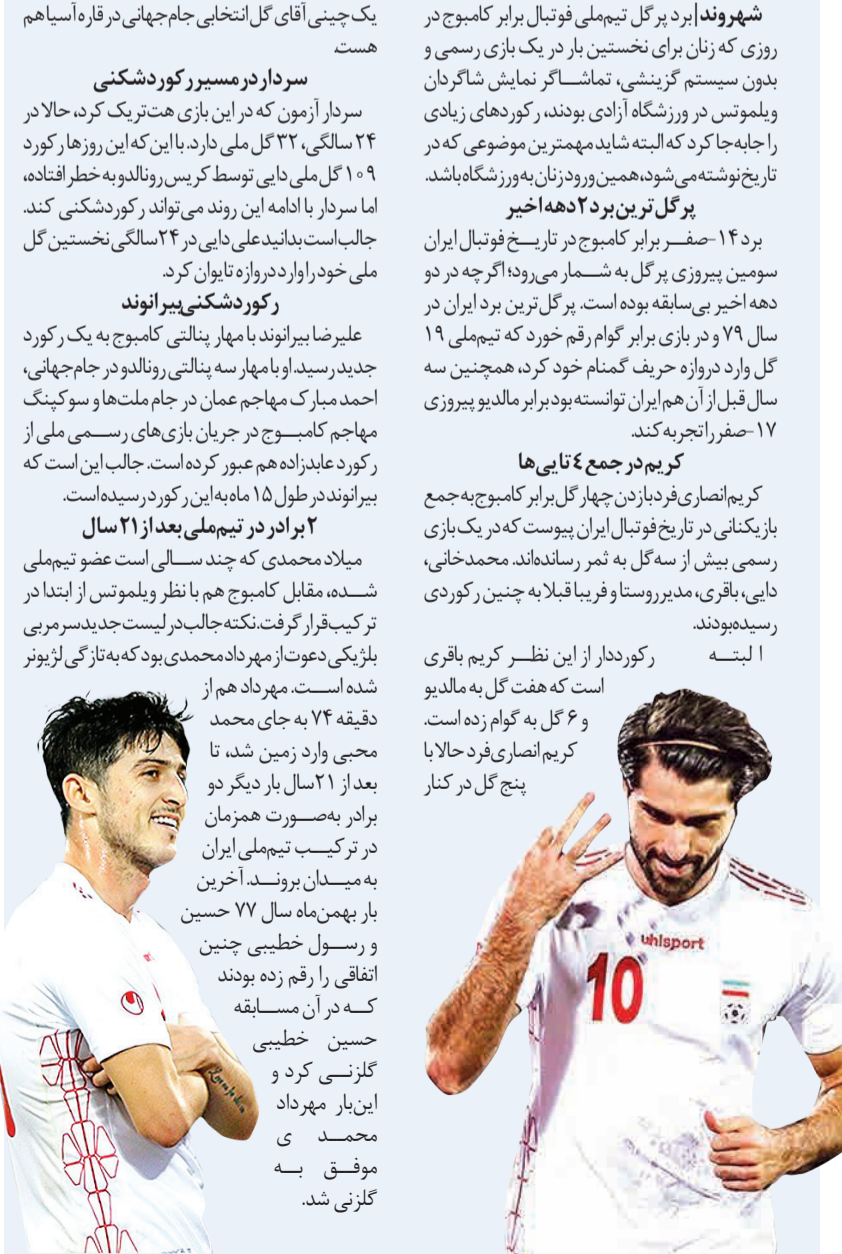 شهروند| برد پرگل تیم‌ملی فوتبال برابر کامبوج در
روزی که زنان برای نخستین بار در یک بازی رسمی و
بدون سیستم گزینشی، تماشاگر نمایش شاگردان
ویلموتس در ورزشگاه آزادی بودند، رکوردهای زیادی
را جابه‌جا کرد که البته شاید مهمترین موضوعی که در
تاریخ نوشته می‌شود، همین ورود زنان به ورزشگاه باشد.
پرگل‌ترین برد ۲ دهه اخیر
برد ۱۴-صفر برابر کامبوج در تاریخ فوتبال ایران
سومین پیروزی پرگل به شمار می‌رود؛ اگرچه در دو
دهه اخیر بی‌سابقه بوده است. پرگل‌ترین برد ایران در
سال ۷۹ و در بازی برابر گوام رقم خورد که تیم‌ملی ۱۹
گل وارد دروازه حریف گمنام خود کرد، همچنین سه
سال قبل از آن هم ایران توانسته بود برابر مالدیو پیروزی
۱۷-صفر را تجربه کند.
کریم در جمع ۴تایی‌ها
کریم انصاری‌فرد با زدن چهار گل برابر کامبوج به جمع
بازیکنانی در تاریخ فوتبال ایران پیوست که در یک بازی
رسمی بیش از سه گل به ثمر رسانده‌اند. محمدخانی،
دایی، باقری، مدیرروستا و فریبا قبلا به چنین رکوردی
رسیده بودند.
البته رکورددار از این نظر کریم باقری
است که هفت گل به مالدیو
و ۶ گل به گوام زده است.
کریم انصاری‌فرد حالا با
پنج گل در کنار
یک چینی آقای گل انتخابی جام‌جهانی در قاره آسیا هم
هست.
سردار در مسیر رکوردشکنی
سردار آزمون که در این بازی هت‌تریک کرد، حالا در
۲۴ سالگی، ۳۲ گل ملی دارد. با این که این روزها رکورد
۱۰۹ گل ملی دایی توسط کریس رونالدو به خطر افتاده،
اما سردار با ادامه این روند می‌تواند رکوردشکنی کند.
جالب است بدانید علی دایی در ۲۴سالگی نخستین گل
ملی خود را وارد دروازه تایوان کرد.
رکوردشکنی بیرانوند
علیرضا بیرانوند با مهار پنالتی کامبوج به یک رکورد
جدید رسید. او با مهار سه پنالتی رونالدو در جام‌جهانی،
احمد مبارک مهاجم عمان در جام ملت‌ها و سوکپنگ
مهاجم کامبوج در جریان بازی‌های رسمی ملی از
رکورد عابدزاده هم عبور کرده است. جالب این است که
بیرانوند در طول ۱۵ ماه به این رکورد رسیده است.
۲ برادر در تیم‌ملی بعد از ۲۱ سال
میلاد محمدی که چند سالی است عضو تیم‌ملی
شده، مقابل کامبوج هم با نظر ویلموتس از ابتدا در
ترکیب قرار گرفت. نکته جالب در لیست جدید سرمربی
بلژیکی دعوت از مهرداد محمدی بود که به تازگی لژیونر
شده است. مهرداد هم از
دقیقه ۷۴ به جای محمد
محبی وارد زمین شد، تا
بعد از ۲۱سال بار دیگر دو
برادر به‌صورت همزمان
در ترکیب تیم‌ملی ایران
به میدان بروند. آخرین
بار بهمن‌ماه سال ۷۷ حسین
و رسول خطیبی چنین
اتفاقی را رقم زده بودند
که در آن مسابقه
حسین خطیبی
گلزنی کرد و
این‌بار مهرداد
محمد ی
موفق به
گلزنی شد.
uhlsport
10